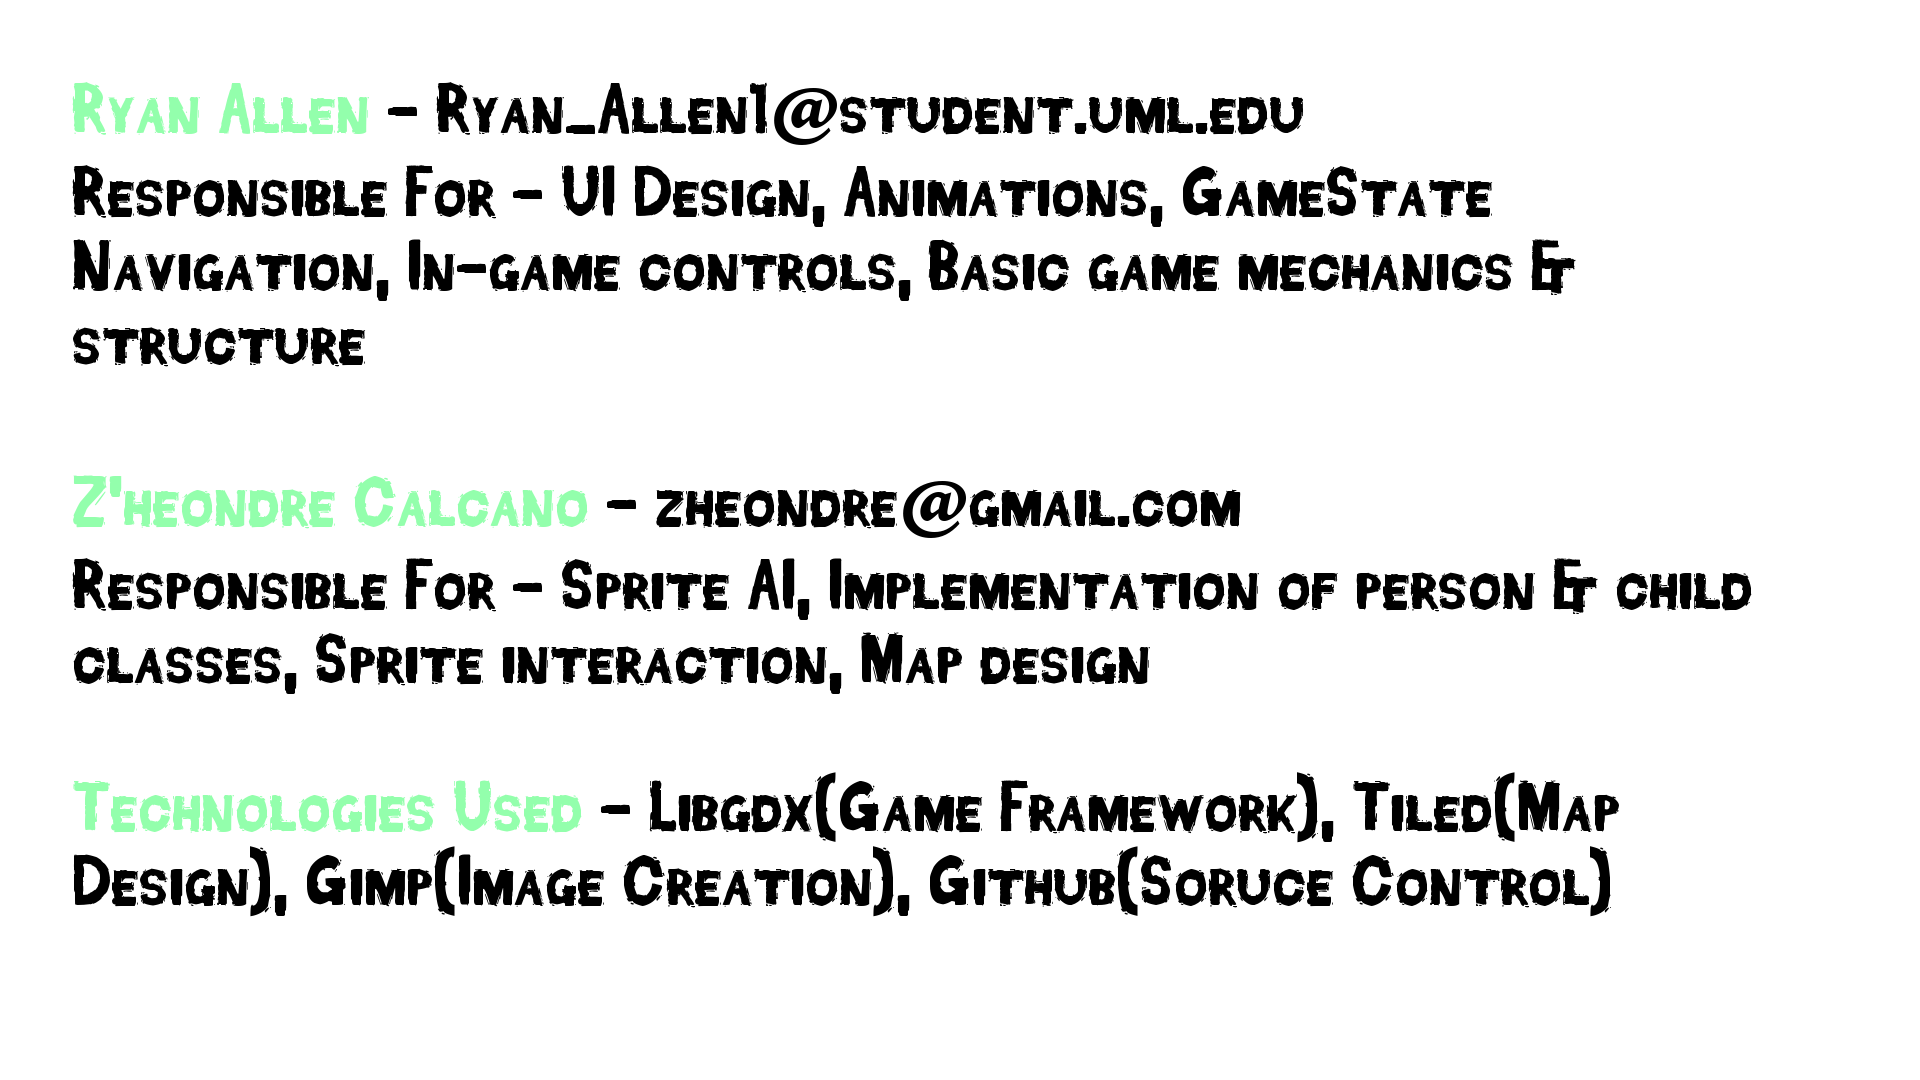 Ryan Allen - Ryan_Allen1@student.uml.edu
Responsible For - UI Design, Animations, GameState
Navigation, In-game controls, Basic game mechanics &
structure
Z'heondre Calcano - zheondre@gmail.com
Responsible For - Sprite AI, Implementation of person & child
classes, Sprite interaction, Map design
Technologies Used - Libgdx(Game Framework), Tiled(Map
Design), Gimp(Image Creation), Github(Soruce Control)